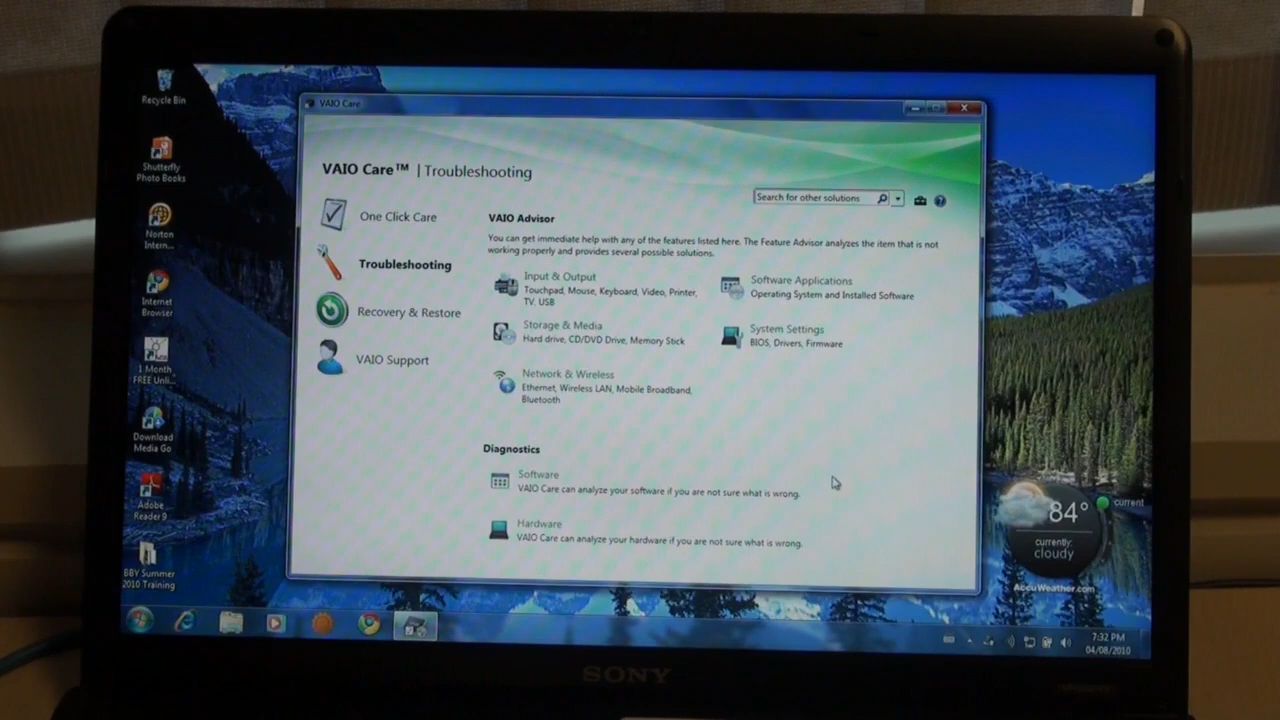 Recycle Bin
Shutterfly
Photo Books
Norton
Intern...
Internet
Browser
1 Month
FREE Unli...
Download
Media Go
Adobe
Reader 9
BBY Summer
2010 Training
VAIO Care
VAIO Care™ | Troubleshooting
Search for other solutions
One Click Care
Troubleshooting
Recovery & Restore
VAIO Support
VAIO Advisor
You can get immediate help with any of the features listed here. The Feature Advisor analyzes the item that is not
working properly and provides several possible solutions.
Input & Output
Touchpad, Mouse, Keyboard, Video, Printer,
TV, USB
Software Applications
Operating System and Installed Software
Storage & Media
Hard drive, CD/DVD Drive, Memory Stick
System Settings
BIOS, Drivers, Firmware
Network & Wireless
Ethernet, Wireless LAN, Mobile Broadband,
Bluetooth
Diagnostics
Software
VAIO Care can analyze your software if you are not sure what is wrong.
Hardware
VAIO Care can analyze your hardware if you are not sure what is wrong.
84°
current
currently:
cloudy
AccuWeather.com
7:32 PM
04/08/2010
SONY